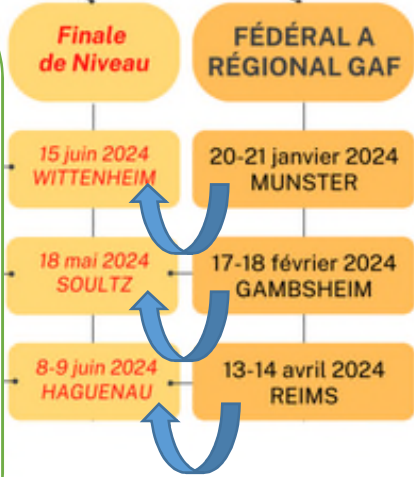 Finale
de Niveau
FÉDÉRAL A
RÉGIONAL GAF
15 juin 2024
WITTENHEIM
20-21 janvier 2024
MUNSTER
18 mai 2024
SOULTZ
17-18 février 2024
GAMBSHEIM
8-9 juin 2024
HAGUENAU
13-14 avril 2024
REIMS